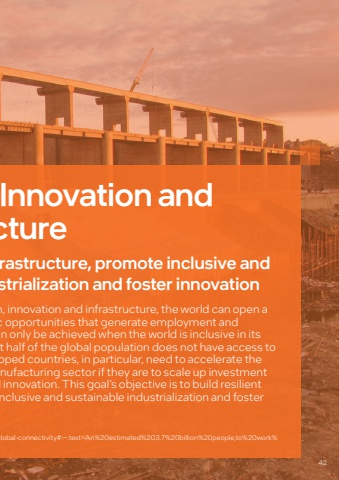 Innovation and
cture
rastructure, promote inclusive and
strialization and foster innovation
n, innovation and infrastructure, the world can open a
c opportunities that generate employment and
n only be achieved when the world is inclusive in its
t half of the global population does not have access to
oped countries, in particular, need to accelerate the
nufacturing sector if they are to scale up investment
d innovation. This goal's objective is to build resilient
inclusive and sustainable industrialization and foster
global-connectivity#:~:text=An%20estimated%203.7%20billion%20people,to%20work%
42